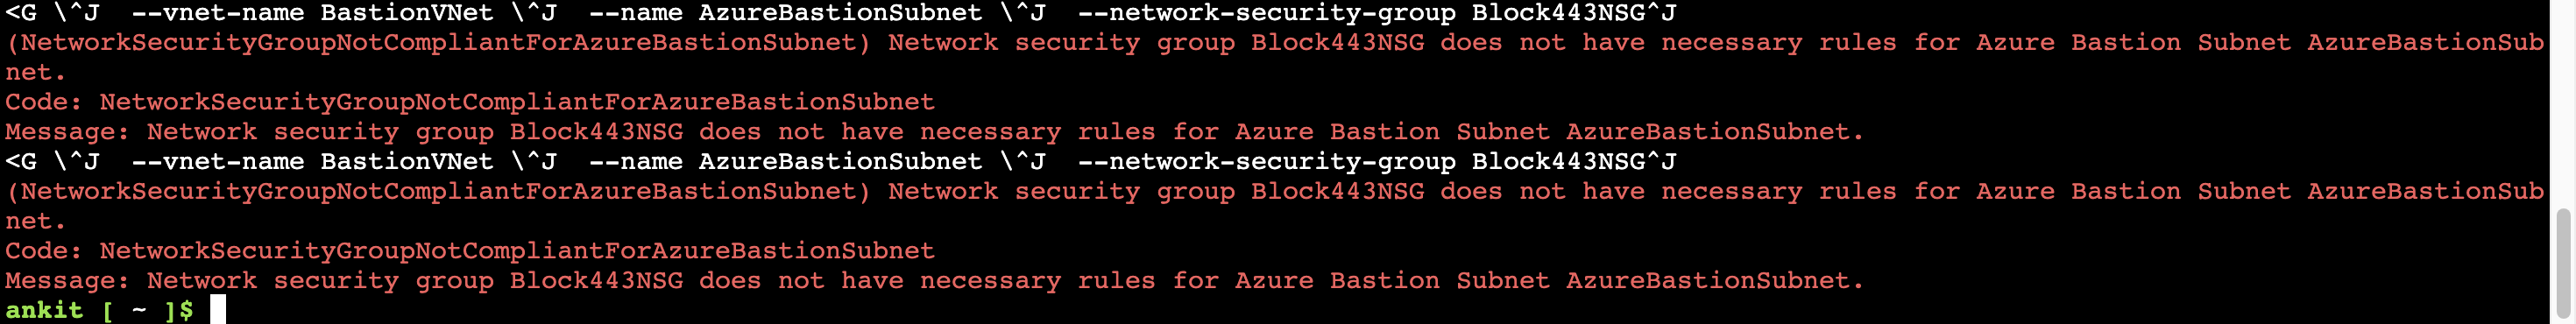 <G \^J  --vnet-name BastionVNet \^J  --name AzureBastionSubnet \^J  --network-security-group Block443NSG^J
(NetworkSecurityGroupNotCompliantForAzureBastionSubnet) Network security group Block443NSG does not have necessary rules for Azure Bastion Subnet AzureBastionSub
net.
Code: NetworkSecurityGroupNotCompliantForAzureBastionSubnet
Message: Network security group Block443NSG does not have necessary rules for Azure Bastion Subnet AzureBastionSubnet.
<G \^J  --vnet-name BastionVNet \^J  --name AzureBastionSubnet \^J  --network-security-group Block443NSG^J
(NetworkSecurityGroupNotCompliantForAzureBastionSubnet) Network security group Block443NSG does not have necessary rules for Azure Bastion Subnet AzureBastionSub
net.
Code: NetworkSecurityGroupNotCompliantForAzureBastionSubnet
Message: Network security group Block443NSG does not have necessary rules for Azure Bastion Subnet AzureBastionSubnet.
ankit [ ~ ]$